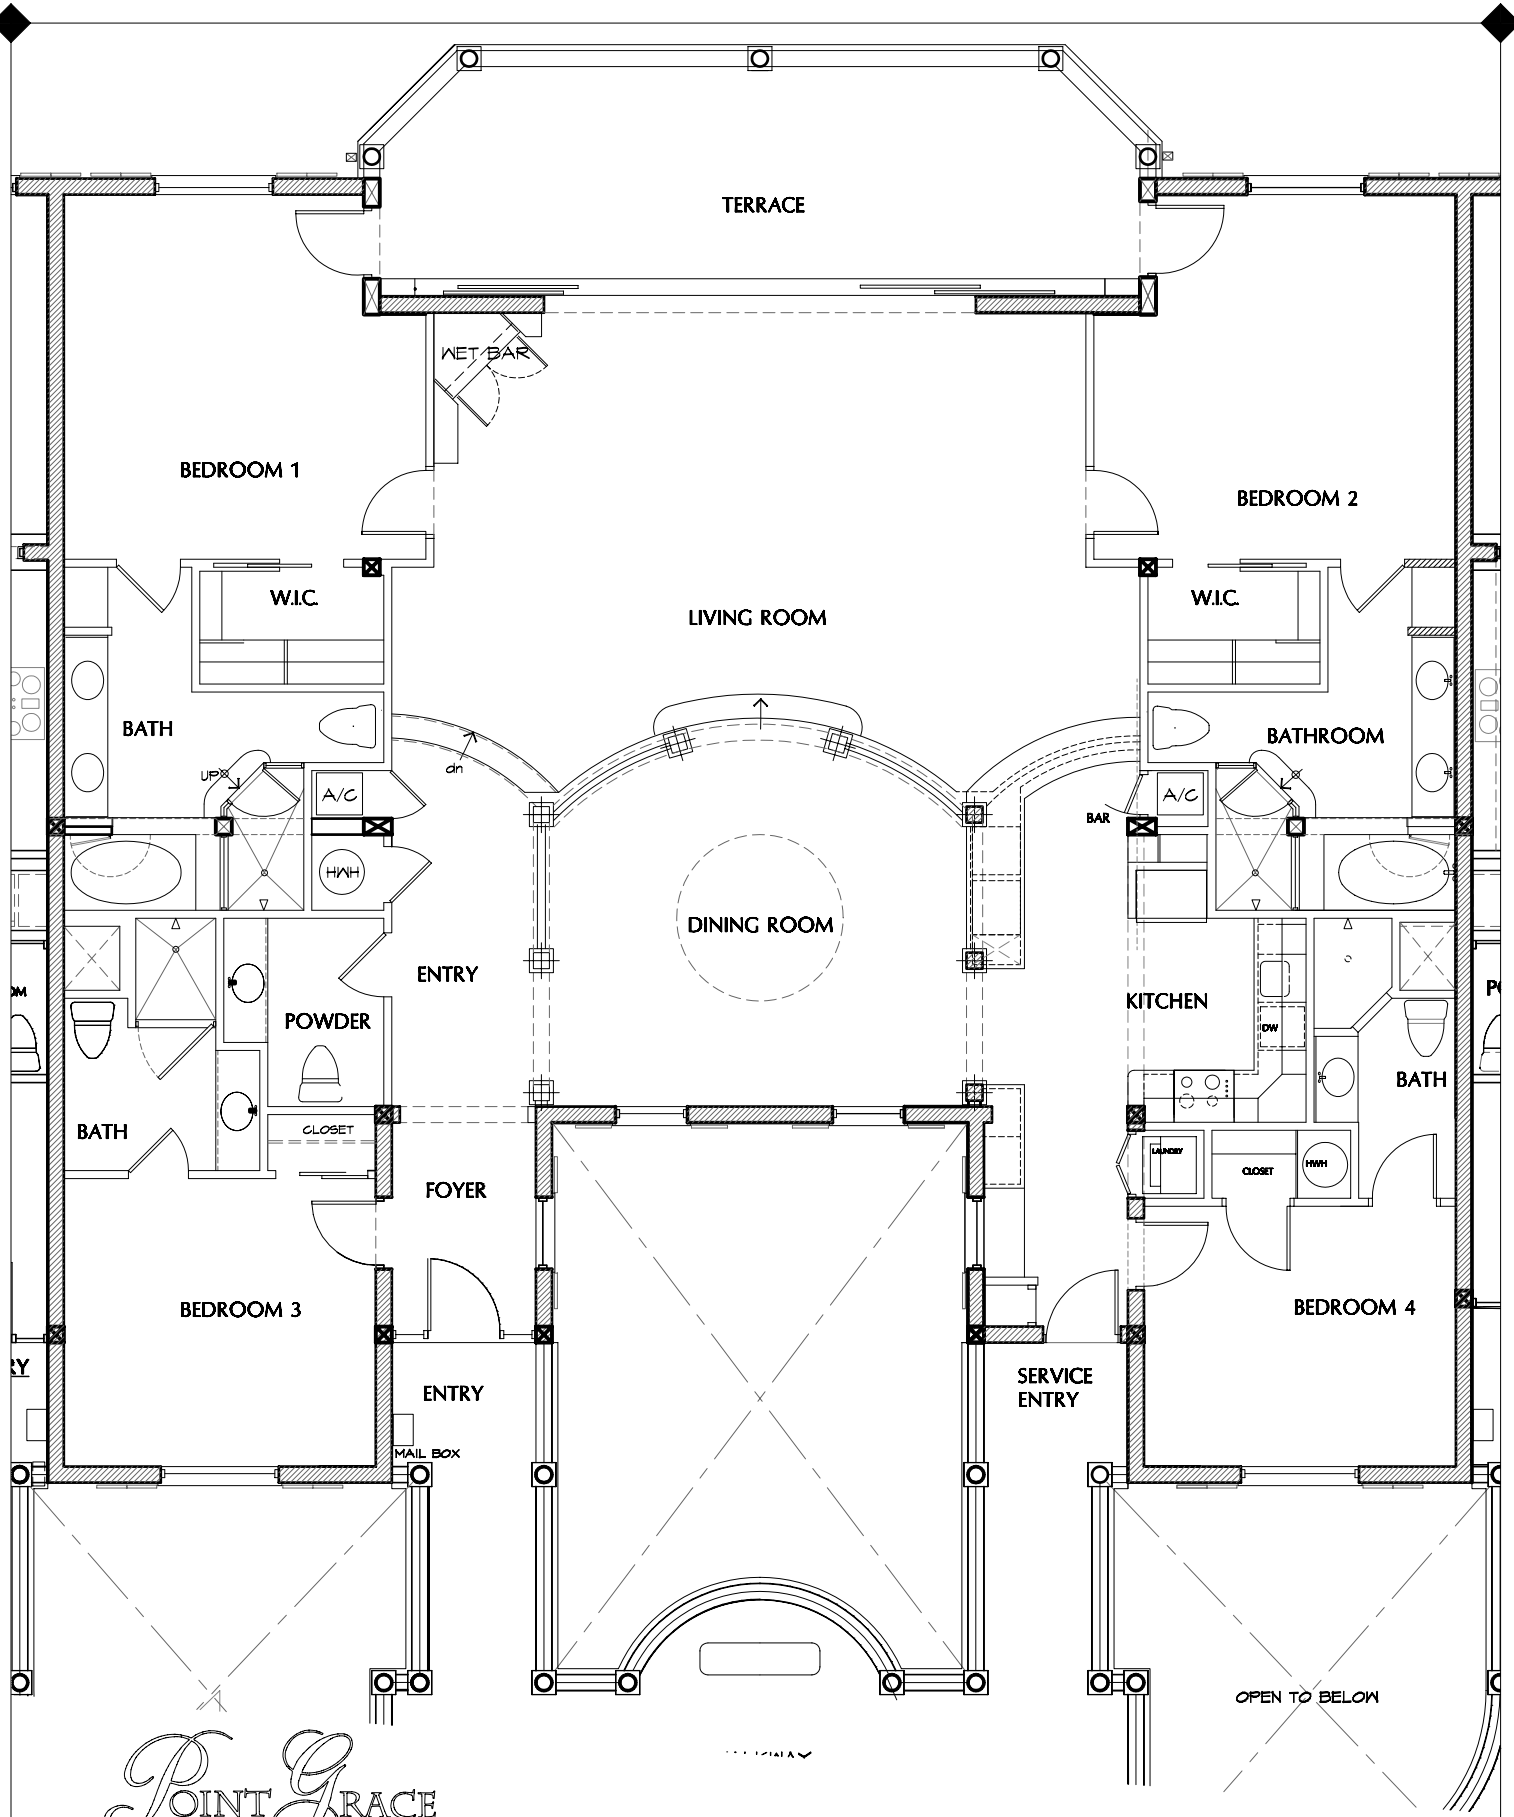 TERRACE
WET BAR
BEDROOM 1
BEDROOM 2
W.I.C.
W.I.C.
LIVING ROOM
BATH
BATHROOM
dn
UP
A/C
A/C
BAR
HWH
DINING ROOM
ENTRY
KITCHEN
POWDER
DW
BATH
BATH
CLOSET
LAUNDRY
HWH
CLOSET
FOYER
BEDROOM 3
BEDROOM 4
RY
ENTRY
SERVICE
ENTRY
MAIL BOX
OPEN TO BELOW
POINT GRACE